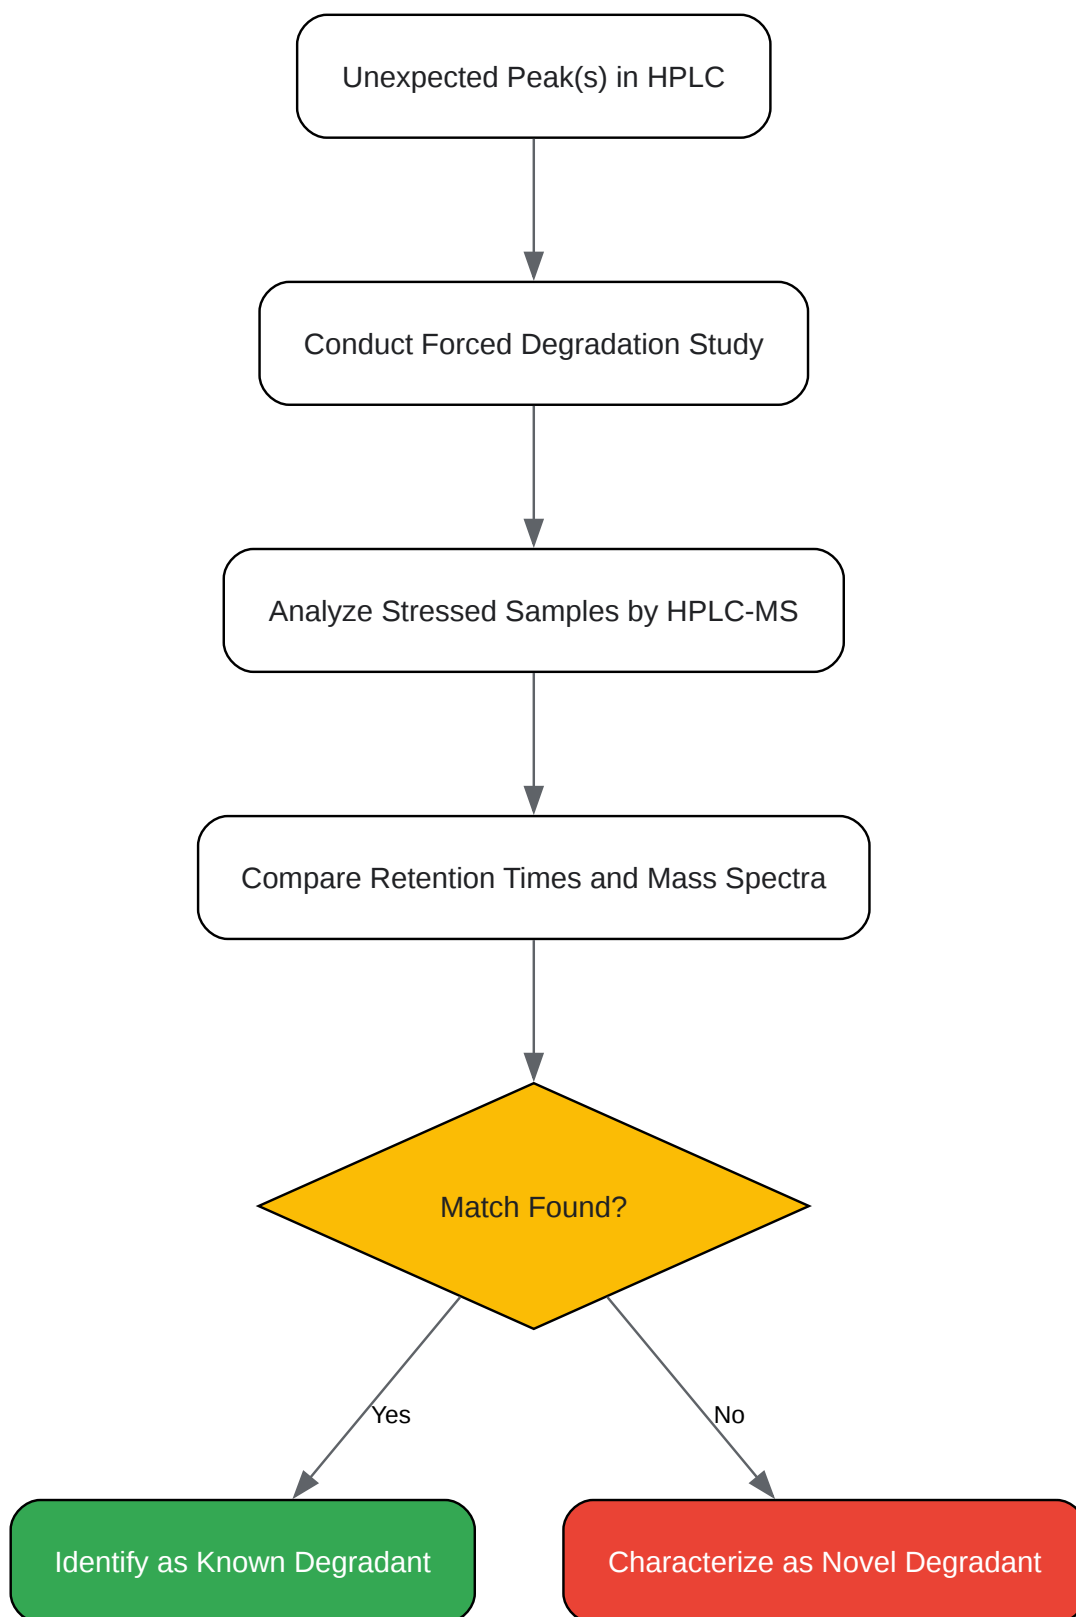 Unexpected Peak(s) in HPLC
Conduct Forced Degradation Study
Analyze Stressed Samples by HPLC-MS
Compare Retention Times and Mass Spectra
Match Found?
Yes
No
Identify as Known Degradant
Characterize as Novel Degradant